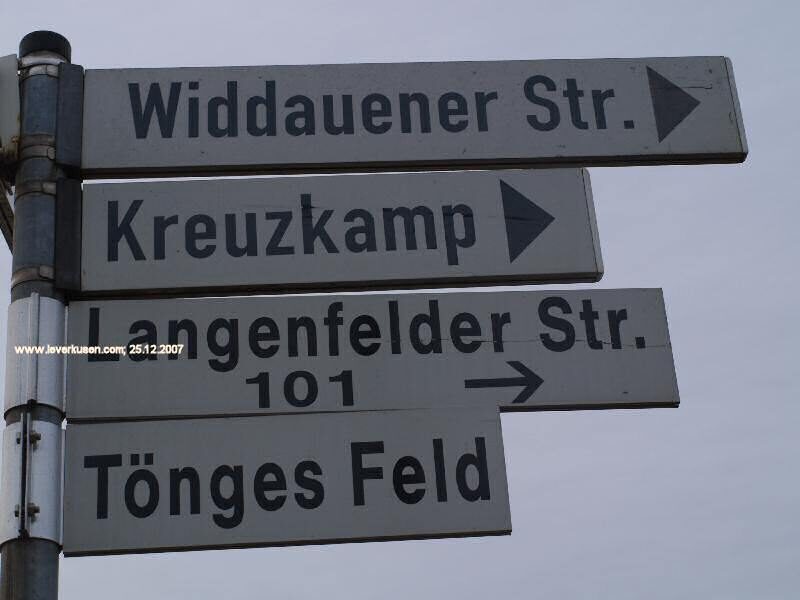 Widdauener Str.
Kreuzkamp
Langenfelder Str.
101
www.leverkusen.com; 25.12.2007
Tönges Feld